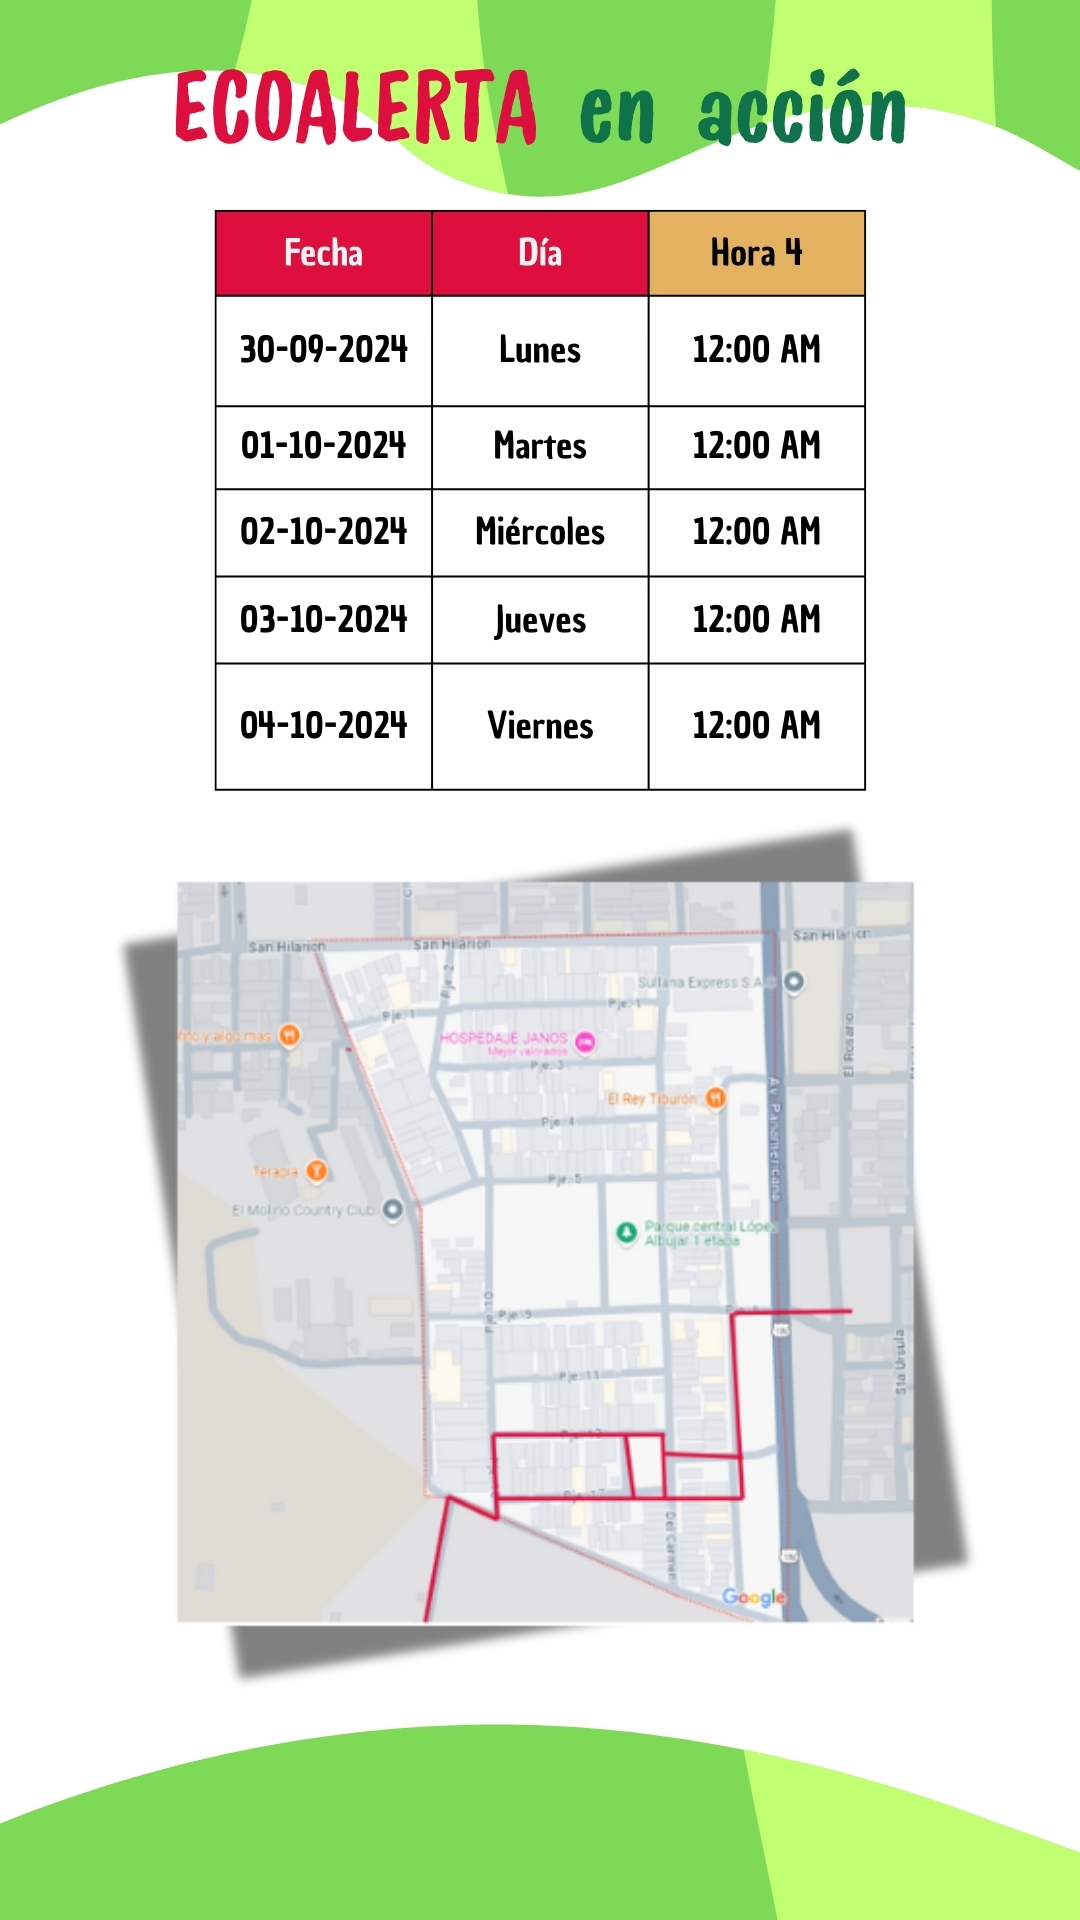 ECOALERTA en acción
Fecha Día Hora 4
30-09-2024 Lunes 12:00 AM
01-10-2024 Martes 12:00 AM
02-10-2024 Miércoles 12:00 AM
03-10-2024 Jueves 12:00 AM
04-10-2024 Viernes 12:00 AM
San Hilarion
San Hilarion
San Hilarion
Pje. 2
Sullana Express S.A.C
Pje. 1
Pje. 1
y algo mas
HOSPEDAJE JANOS
Mejor valorados
El Rosario
Pje. 3
El Rey Tiburon
Av. Panamericana
Pje. 4
Terapia
Pje. 5
El Molino Country Club
Parque central López
Albujar 1 etapa
Pje. 10
Pje. 9
Sta Ursula
Pje. 11
Pje. 17
Del Carmen
Google